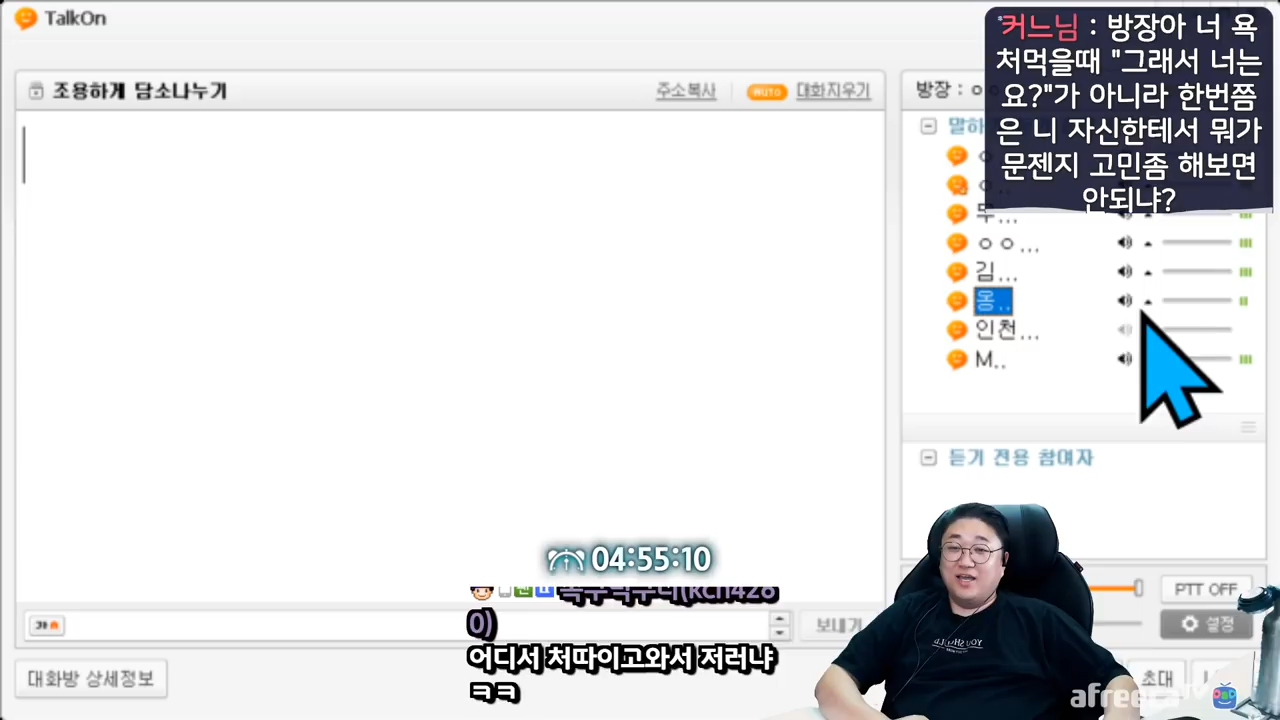 TalkOn
조용하게 담소나누기
주소복사
AUTO
대화지우기
방장 :
*커느님 : 방장아 너 욕
처먹을때 "그래서 너는
요?"가 아니라 한번쯤
은 니 자신한테서 뭐가
문젠지 고민좀 해보면
안되냐?
말하
ㅇㅇ...
김...
옹..
인천...
M..
듣기 전용 참여자
04:55:10
0)
어디서 처따이고와서 저러냐
ㅋㅋ
가
보내기
PTT OFF
설정
대화방 상세정보
초대
YOU SHOULD
afreecaTV